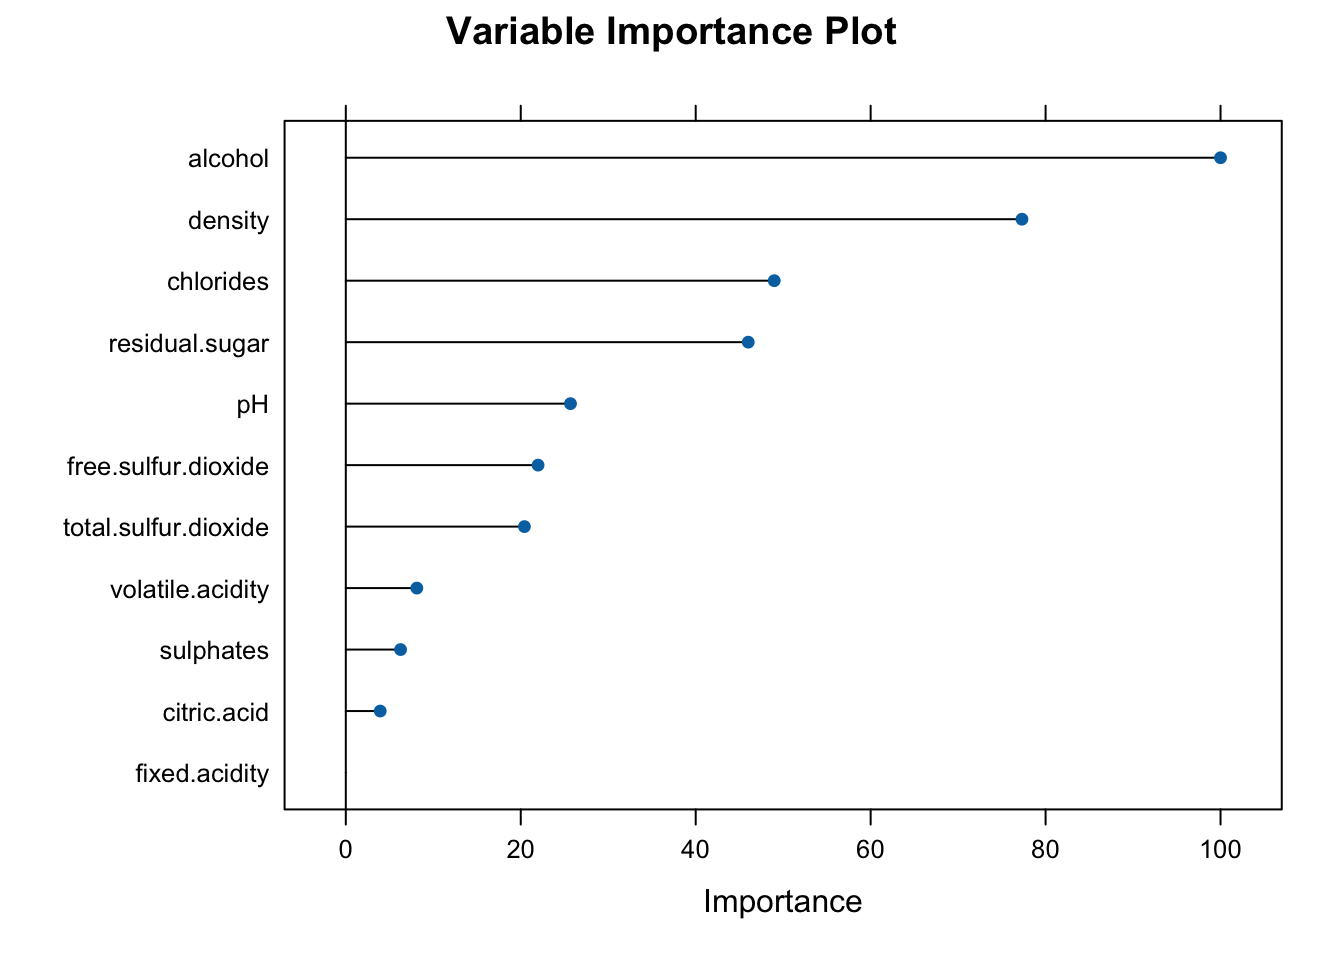 Variable Importance Plot
alcohol
density
chlorides
residual.sugar
pH
free.sulfur.dioxide
total.sulfur.dioxide
volatile.acidity
sulphates
citric.acid
fixed.acidity
0 20 40 60 80 100
Importance